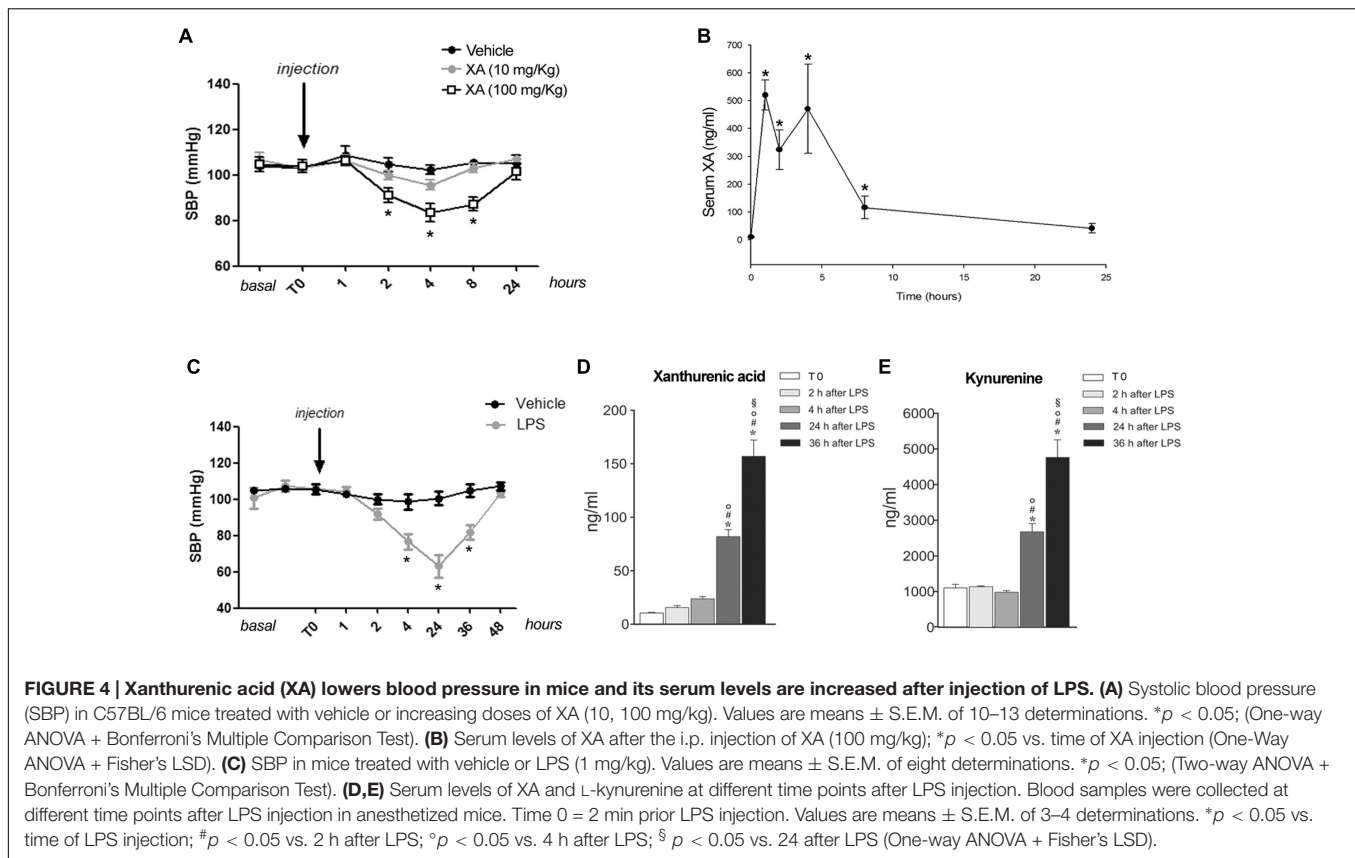 A
Vehicle
XA (10 mg/Kg)
XA (100 mg/Kg)
injection
140
120
100
80
60
SBP (mmHg)
basal T0 1 2 4 8 24 hours
* * *
B
700
600
500
400
300
200
100
0
Serum XA (ng/ml)
* * * *
0 5 10 15 20 25
Time (hours)
C
Vehicle
LPS
injection
140
120
100
80
60
40
SBP (mmHg)
basal T0 1 2 4 24 36 48 hours
* * *
D
Xanthurenic acid
T 0
2 h after LPS
4 h after LPS
24 h after LPS
36 h after LPS
200
150
100
50
0
ng/ml
°
#
*
§
°
#
*
E
Kynurenine
T 0
2 h after LPS
4 h after LPS
24 h after LPS
36 h after LPS
6000
5000
4000
3000
2000
1000
0
ng/ml
°
#
*
§
°
#
*
FIGURE 4 | Xanthurenic acid (XA) lowers blood pressure in mice and its serum levels are increased after injection of LPS. (A) Systolic blood pressure
(SBP) in C57BL/6 mice treated with vehicle or increasing doses of XA (10, 100 mg/kg). Values are means ± S.E.M. of 10–13 determinations. *p < 0.05; (One-way
ANOVA + Bonferroni's Multiple Comparison Test). (B) Serum levels of XA after the i.p. injection of XA (100 mg/kg); *p < 0.05 vs. time of XA injection (One-Way
ANOVA + Fisher's LSD). (C) SBP in mice treated with vehicle or LPS (1 mg/kg). Values are means ± S.E.M. of eight determinations. *p < 0.05; (Two-way ANOVA +
Bonferroni's Multiple Comparison Test). (D,E) Serum levels of XA and L-kynurenine at different time points after LPS injection. Blood samples were collected at
different time points after LPS injection in anesthetized mice. Time 0 = 2 min prior LPS injection. Values are means ± S.E.M. of 3–4 determinations. *p < 0.05 vs.
time of LPS injection; #p < 0.05 vs. 2 h after LPS; °p < 0.05 vs. 4 h after LPS; § p < 0.05 vs. 24 after LPS (One-way ANOVA + Fisher's LSD).